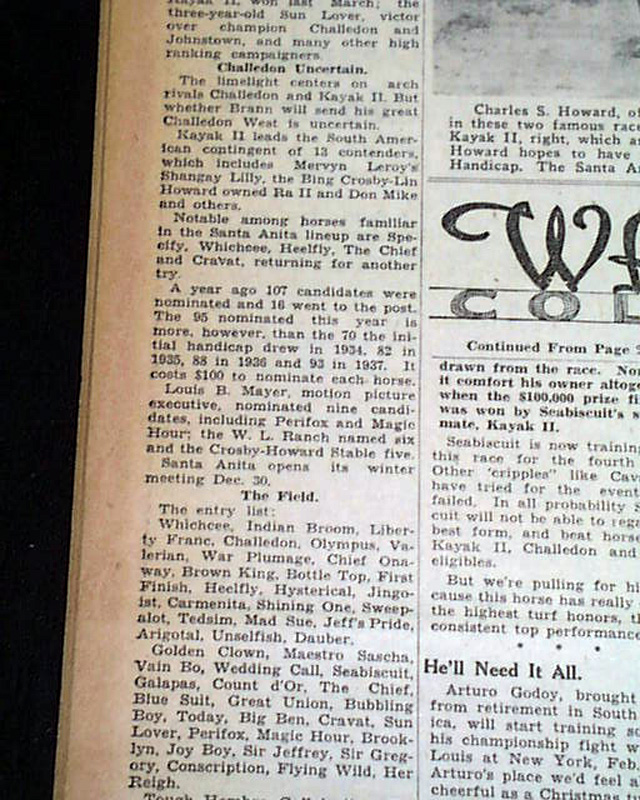 Kayak II, won last March; the
three-year-old Sun Lover, victor
over champion Challedon and
Johnstown, and many other high
ranking campaigners.
Challedon Uncertain.
The limelight centers on arch
rivals Challedon and Kayak II. But
whether Brann will send his great
Challedon West is uncertain.
Kayak II leads the South Amer-
ican contingent of 13 contenders,
which includes Mervyn Leroy's
Shangay Lilly, the Bing Crosby-Lin
Howard owned Ra II and Don Mike
and others.
Notable among horses familiar
in the Santa Anita lineup are Spe-
cify, Whichcee, Heelfly, The Chief
and Cravat, returning for another
try.
A year ago 107 candidates were
nominated and 16 went to the post.
The 95 nominated this year is
more, however, than the 70 the ini-
tial handicap drew in 1934, 82 in
1935, 88 in 1936 and 93 in 1937. It
costs $100 to nominate each horse.
Louis B. Mayer, motion picture
executive, nominated nine candi-
dates, including Perifox and Magic
Hour; the W. L. Ranch named six
and the Crosby-Howard Stable five.
Santa Anita opens its winter
meeting Dec. 30.
The Field.
The entry list:
Whichcee, Indian Broom, Liber-
ty Franc, Challedon, Olympus, Va-
lerian, War Plumage, Chief Ona-
way, Brown King, Bottle Top, First
Finish, Heelfly, Hysterical, Jingo-
ist, Carmenita, Shining One, Sweep-
alot, Tedsim, Mad Sue, Jeff's Pride,
Arigotal, Unselfish, Dauber.
Golden Clown, Maestro Sascha,
Vain Bo, Wedding Call, Seabiscuit,
Galapas, Count d'Or, The Chief,
Blue Suit, Great Union, Bubbling
Boy, Today, Big Ben, Cravat, Sun
Lover, Perifox, Magic Hour, Brook-
lyn, Joy Boy, Sir Jeffrey, Sir Greg-
ory, Conscription, Flying Wild, Her
Reigh.
Charles S. Howard, of
in these two famous rac
Kayak II, right, which a
Howard hopes to have
Handicap. The Santa A
Wh
COL
Continued From Page
drawn from the race. No
it comfort his owner altog
when the $100,000 prize fi
was won by Seabiscuit's s
mate, Kayak II.
Seabiscuit is now training
this race for the fourth
Other 'cripples" like Cav
have tried for the event
failed. In all probability S
cuit will not be able to reg
best form, and beat horse
Kayak II, Challedon and
eligibles.
But we're pulling for hi
cause this horse has really
the highest turf honors, t
consistent top performanc
* * *
He'll Need It All.
Arturo Godoy, brought
from retirement in South
ica, will start training so
his championship fight w
Louis at New York, Feb.
Arturo's place we'd feel a
cheerful as a Christmas t